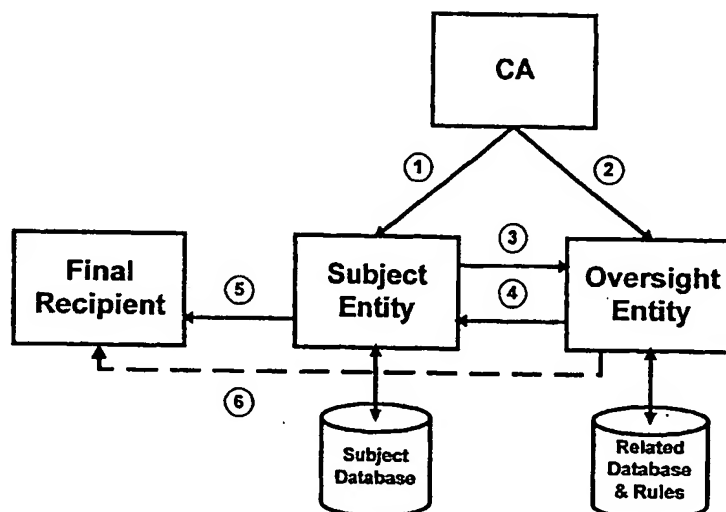 CA
①
②
Final
Recipient
⑤
Subject
Entity
③
④
Oversight
Entity
⑥
Subject
Database
Related
Database
& Rules